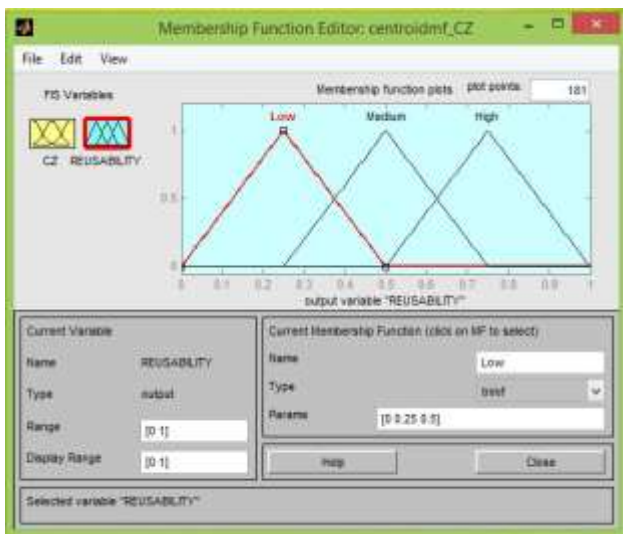 Membership Function Editor: centroidmf_CZ
File Edit View
FIS Variables
Membership function plots plot points: 181
CZ REUSABILITY
Low Medium High
1
0.5
0
0 0.1 0.2 0.3 0.4 0.5 0.6 0.7 0.8 0.9 1
output variable "REUSABILITY"
Current Variable
Name REUSABILITY
Type output
Range [0 1]
Display Range [0 1]
Current Membership Function (click on MF to select)
Name Low
Type trimf
Params [0 0.25 0.5]
Help Close
Selected variable "REUSABILITY"